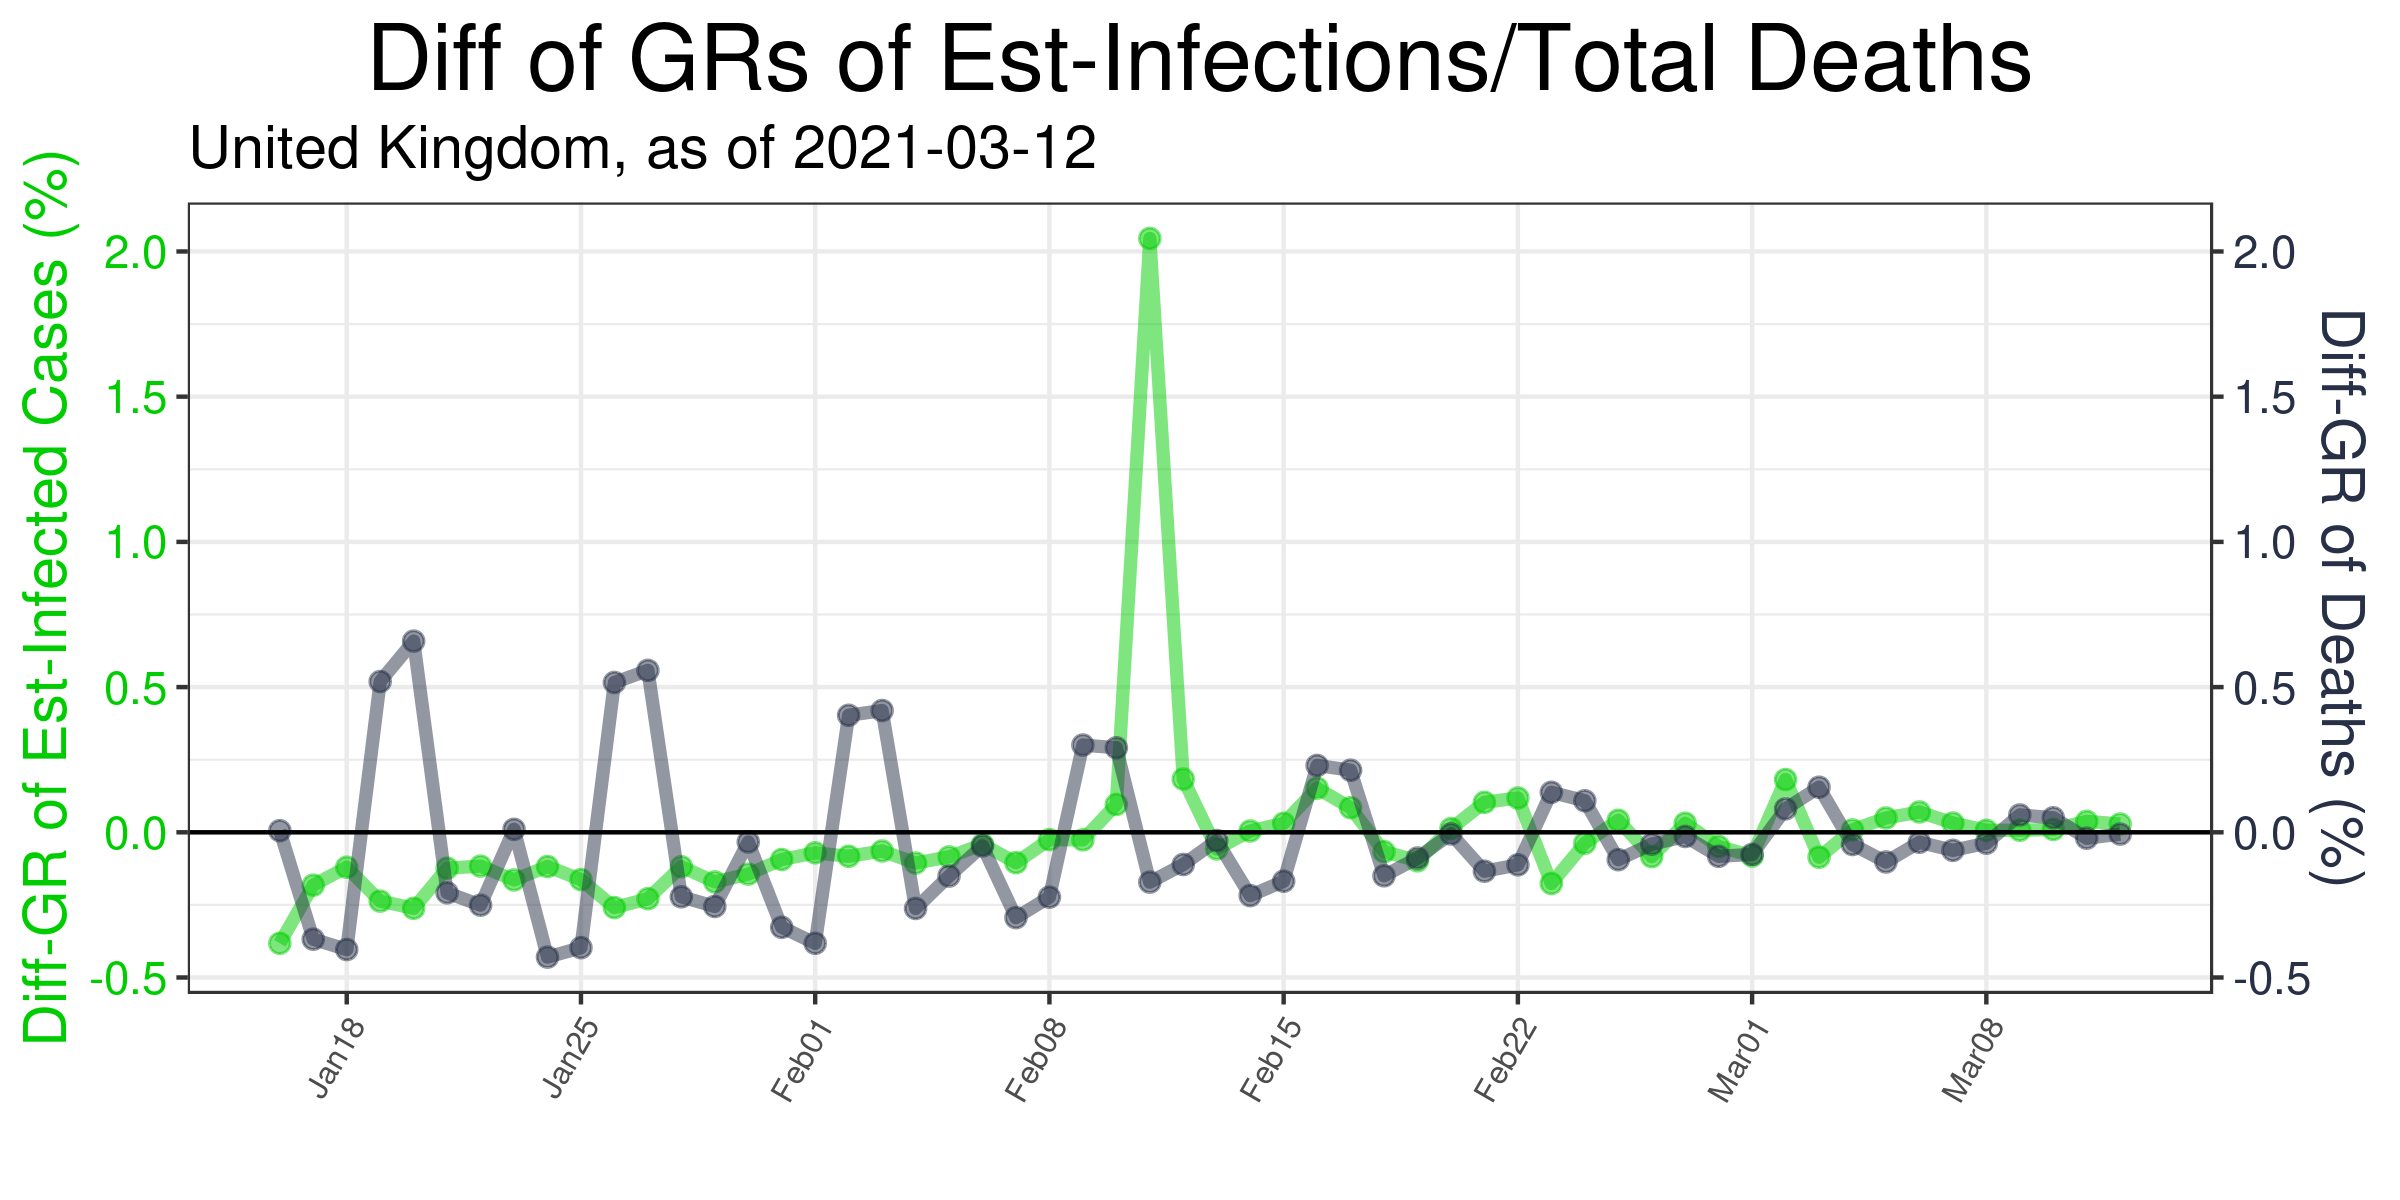 Diff of GRs of Est-Infections/Total Deaths
United Kingdom, as of 2021-03-12
Diff-GR of Est-Infected Cases (%)
2.0
1.5
1.0
0.5
0.0
-0.5
2.0
1.5
1.0
0.5
0.0
-0.5
Diff-GR of Deaths (%)
Jan18
Jan25
Feb01
Feb08
Feb15
Feb22
Mar01
Mar08